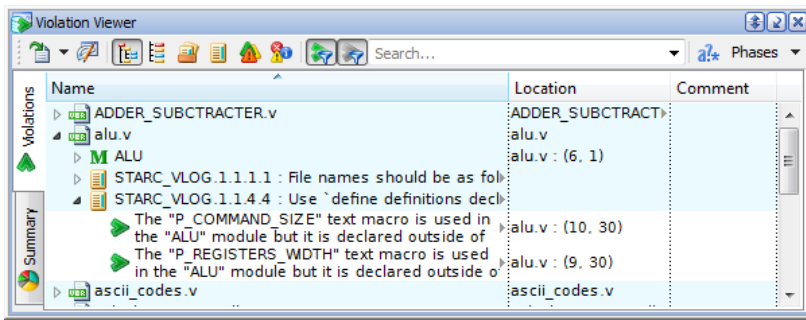 Violation Viewer
Search...
a?* Phases
Name Location Comment
ADDER_SUBCTRACTER.v ADDER_SUBCTRACT
alu.v alu.v
M ALU alu.v : (6, 1)
STARC_VLOG.1.1.1.1 : File names should be as fol
STARC_VLOG.1.1.4.4 : Use `define definitions decl
The "P_COMMAND_SIZE" text macro is used in
the "ALU" module but it is declared outside of
alu.v : (10, 30)
The "P_REGISTERS_WIDTH" text macro is used
in the "ALU" module but it is declared outside o
alu.v : (9, 30)
ascii_codes.v ascii_codes.v
Violations
Summary